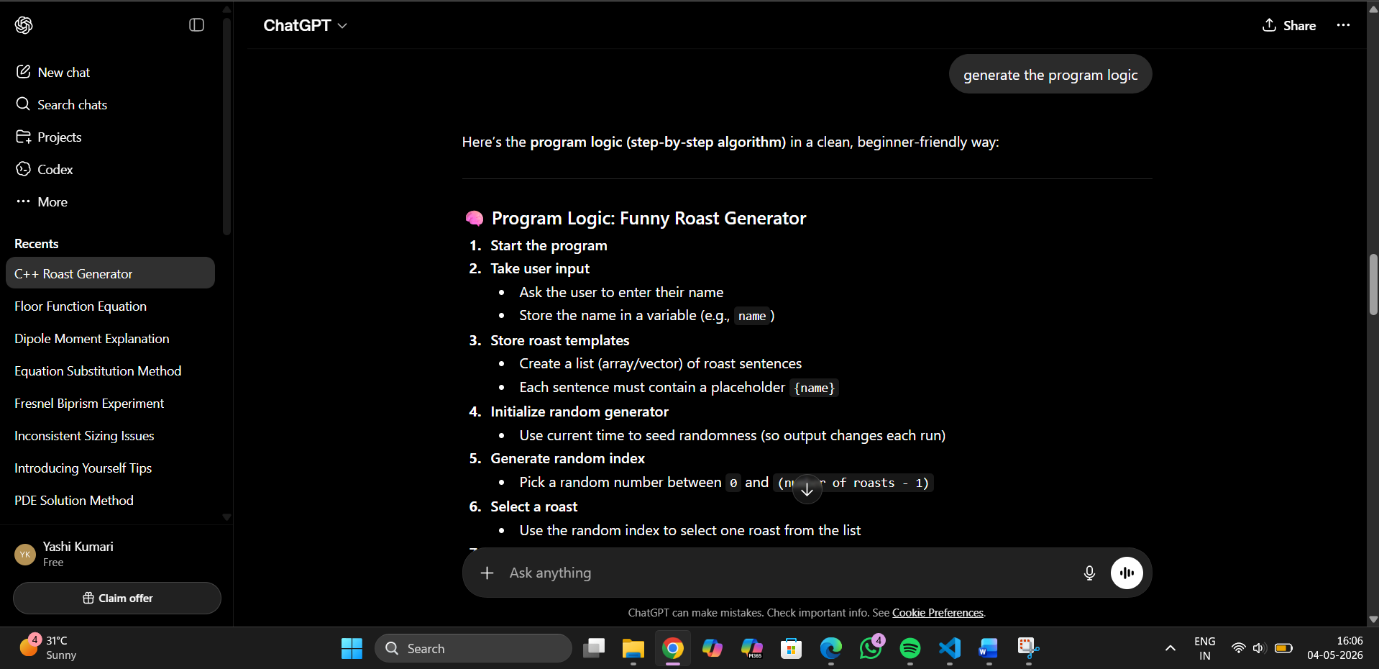 ChatGPT
Share
New chat
Search chats
Projects
Codex
More
Recents
C++ Roast Generator
Floor Function Equation
Dipole Moment Explanation
Equation Substitution Method
Fresnel Biprism Experiment
Inconsistent Sizing Issues
Introducing Yourself Tips
PDE Solution Method
YK
Yashi Kumari
Free
Claim offer
generate the program logic
Here's the program logic (step-by-step algorithm) in a clean, beginner-friendly way:
Program Logic: Funny Roast Generator
1. Start the program
2. Take user input
• Ask the user to enter their name
• Store the name in a variable (e.g., name )
3. Store roast templates
• Create a list (array/vector) of roast sentences
• Each sentence must contain a placeholder {name}
4. Initialize random generator
• Use current time to seed randomness (so output changes each run)
5. Generate random index
• Pick a random number between 0 and of roasts - 1)
6. Select a roast
• Use the random index to select one roast from the list
Ask anything
ChatGPT can make mistakes. Check important info. See Cookie Preferences.
4
31°C
Sunny
Search
M365
4
W
ENG
IN
16:06
04-05-2026